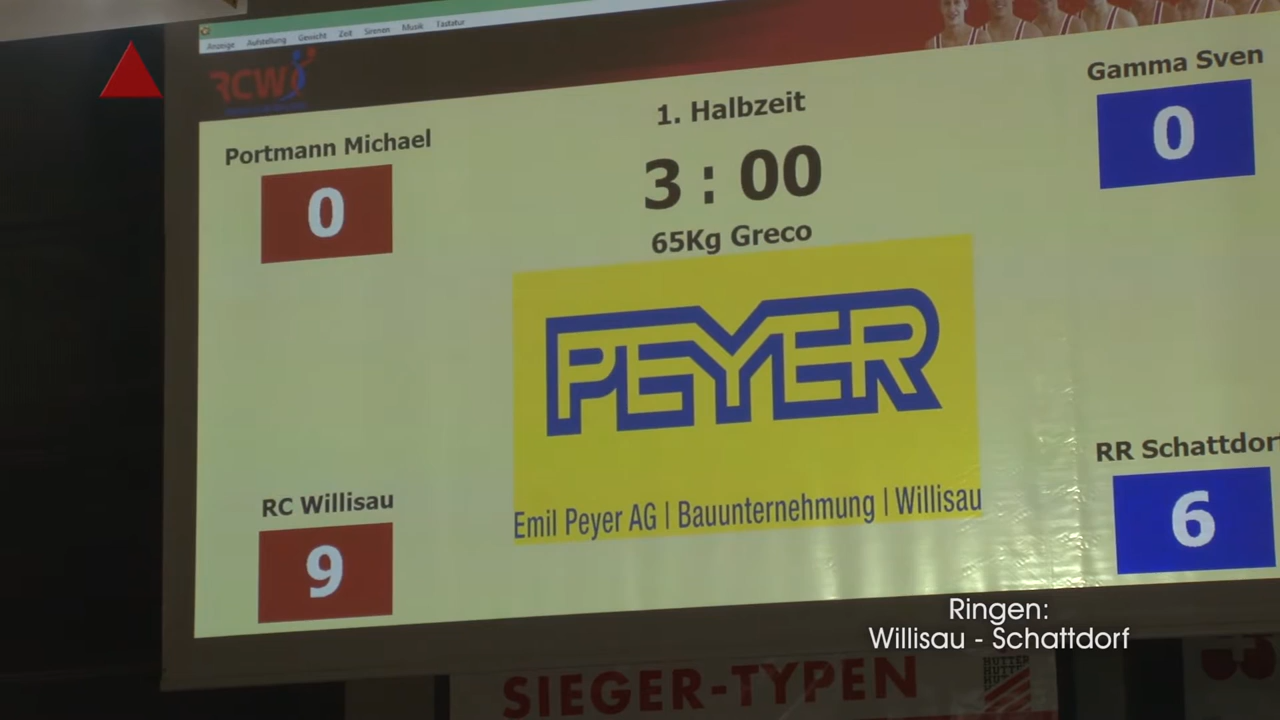 Anzeige Aufstellung Gewicht Zeit Sirenen Musik Tastatur
RCW
Portmann Michael
0
1. Halbzeit
3 : 00
65Kg Greco
Gamma Sven
0
PEYER
Emil Peyer AG | Bauunternehmung | Willisau
RC Willisau
9
RR Schattdorf
6
Ringen:
Willisau - Schattdorf
SIEGER-TYPEN
HUTTER